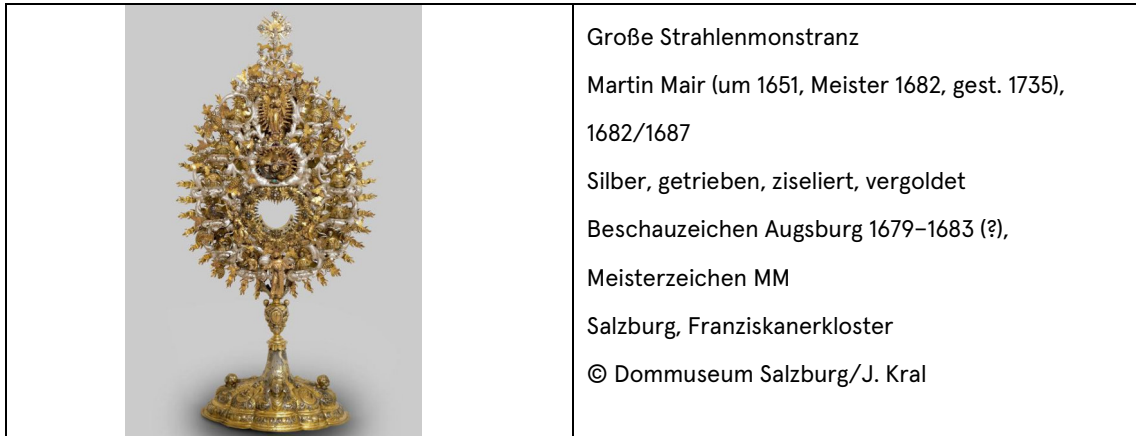 Große Strahlenmonstranz
Martin Mair (um 1651, Meister 1682, gest. 1735),
1682/1687
Silber, getrieben, ziseliert, vergoldet
Beschauzeichen Augsburg 1679–1683 (?),
Meisterzeichen MM
Salzburg, Franziskanerkloster
© Dommuseum Salzburg/J. Kral